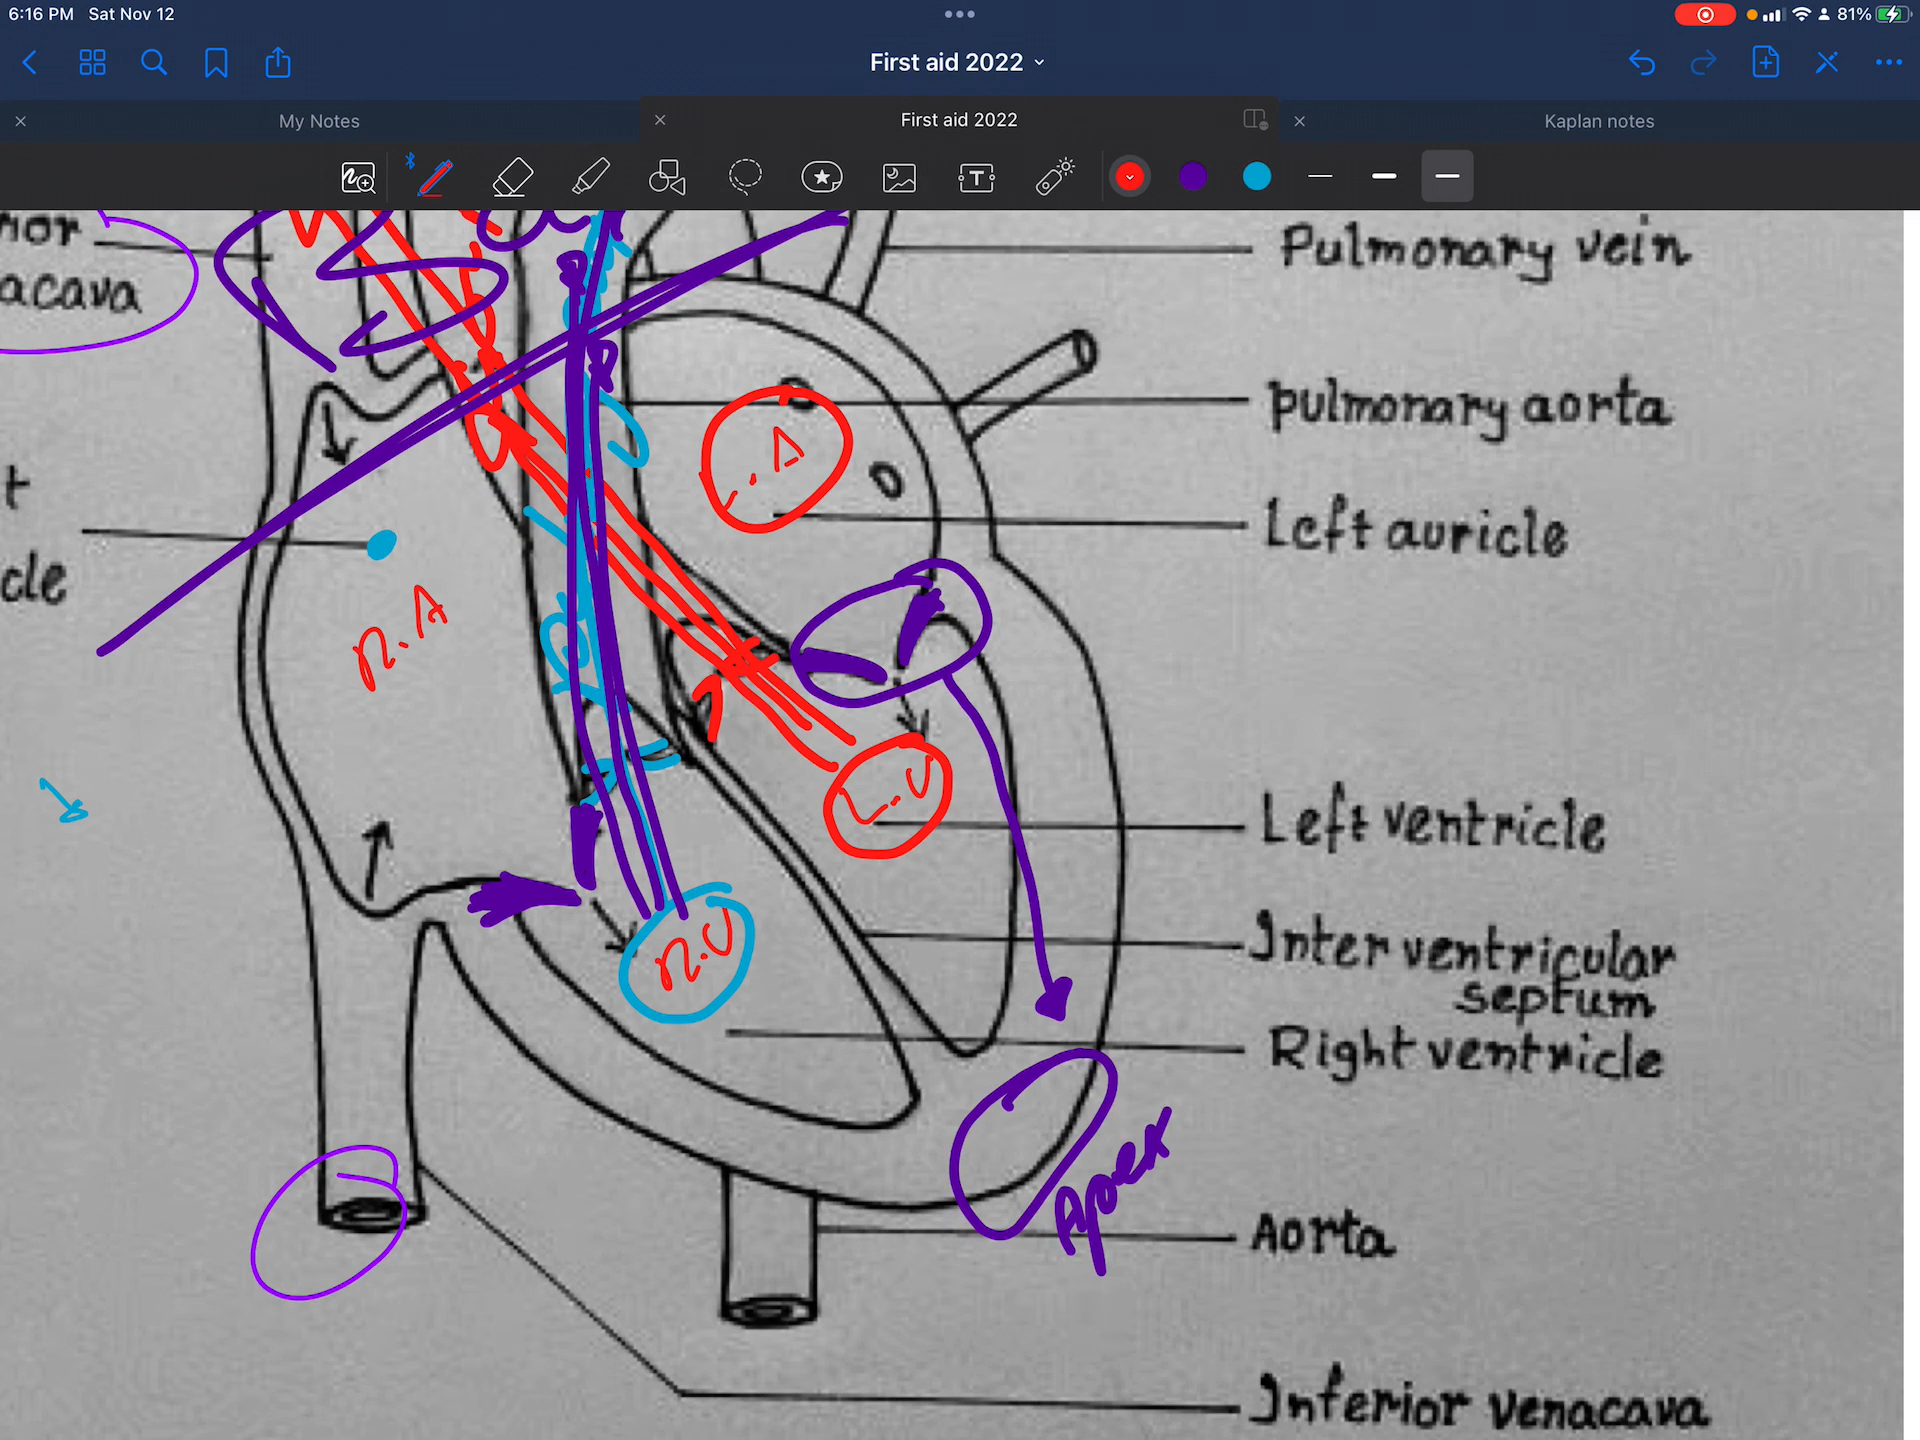 6:16 PM Sat Nov 12
81%
First aid 2022
My Notes
First aid 2022
Kaplan notes
T
acava
Pulmonary vein
pulmonary aorta
t
cle
Left auricle
. A
R.A
L.V
Left ventricle
R.V
Inter ventricular
septum
Right ventricle
Apex
Aorta
Inferior venacava